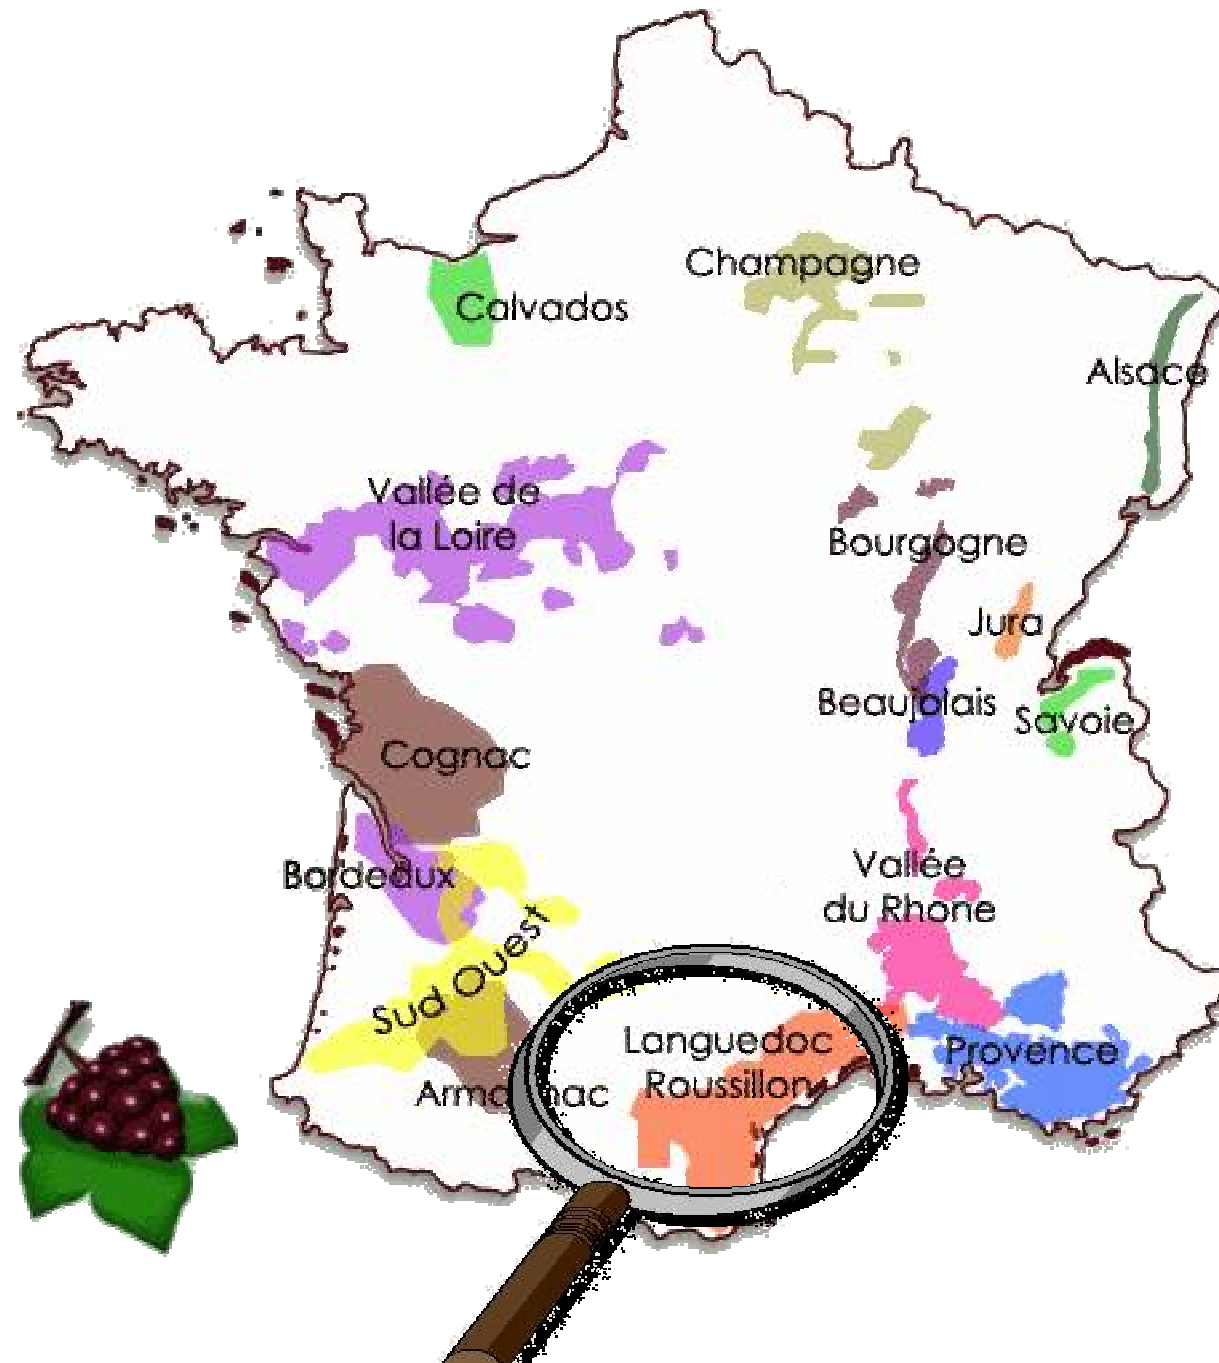 Champagne
Calvados
Alsace
Vallée de
la Loire
Bourgogne
Jura
Beaujolais
Savoie
Cognac
Vallée
du Rhone
Bordeaux
Sud Ouest
Languedoc
Roussillon
Provence